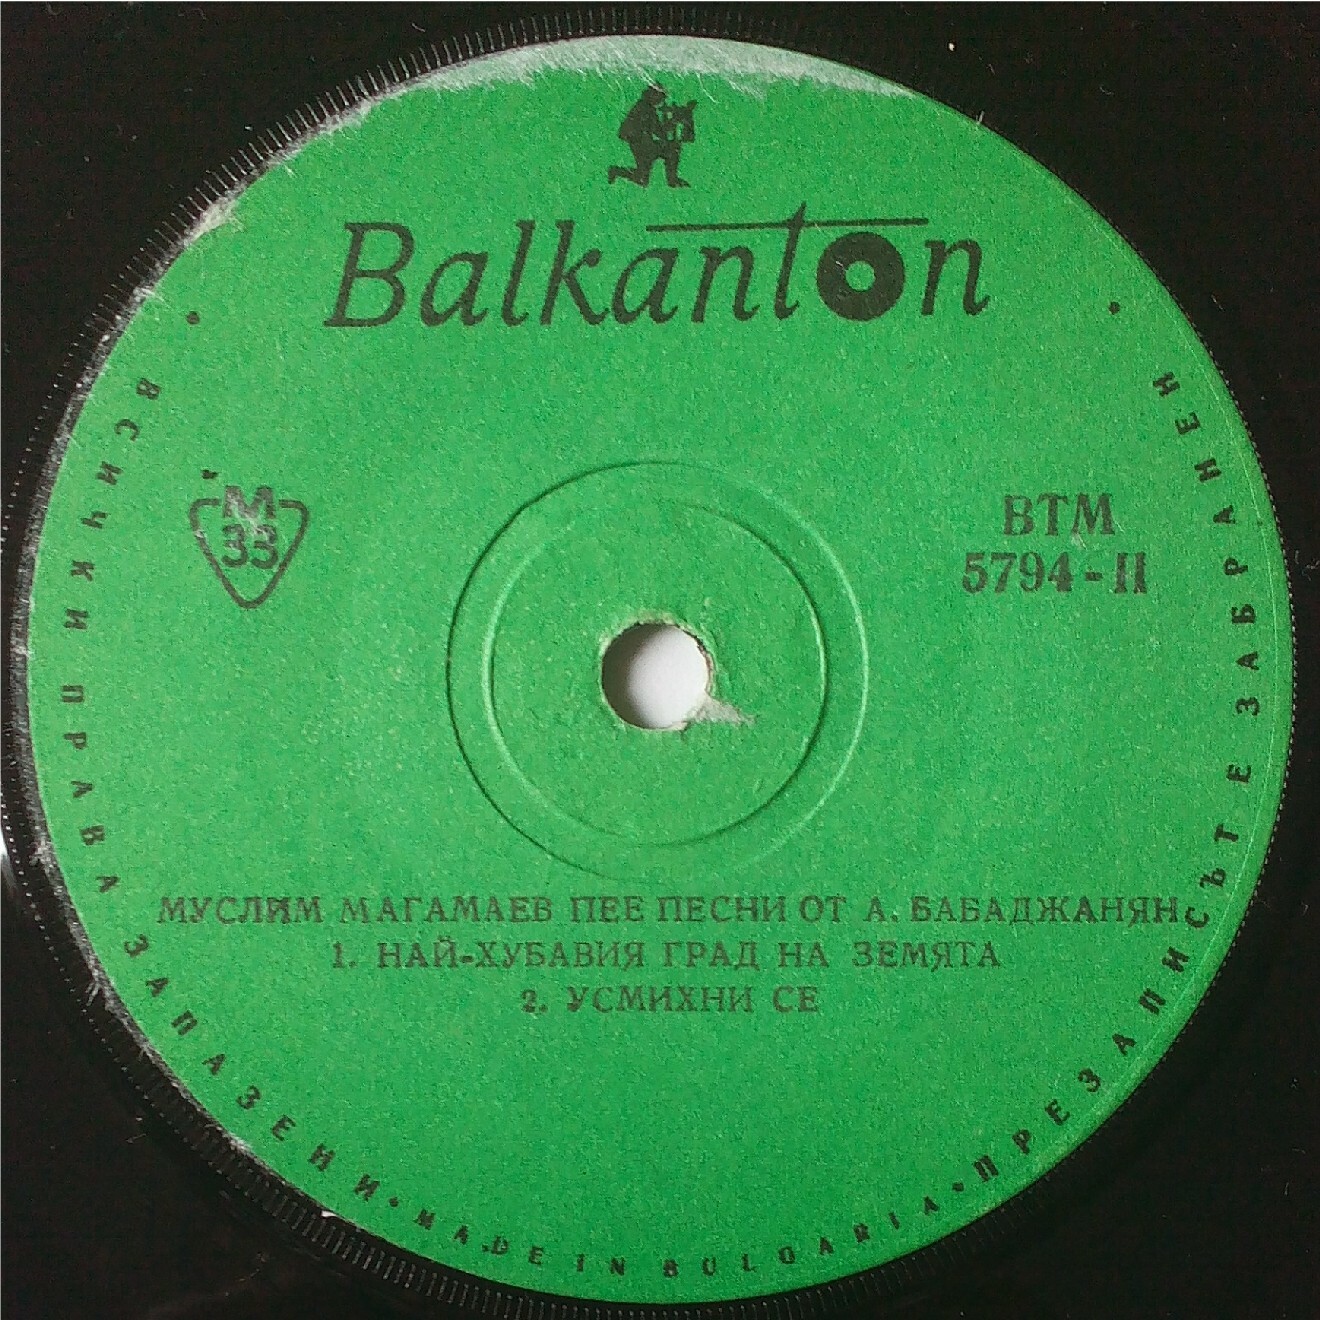 Balkanton
М
33
ВТМ
5794-II
МУСЛИМ МАГАМАЕВ ПЕЕ ПЕСНИ ОТ А. БАБАДЖАНЯН
1. НАЙ-ХУБАВИЯ ГРАД НА ЗЕМЯТА
2. УСМИХНИ СЕ
• ВСИЧКИ ПРАВА ЗАПАЗЕНИ • MADE IN BULGARIA • ПРЕЗАПИСЪТ Е ЗАБРАНЕН •